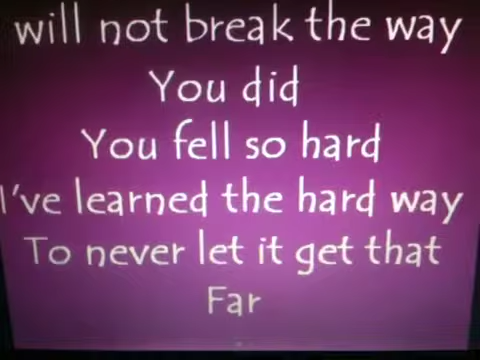 will not break the way
You did
You fell so hard
I've learned the hard way
To never let it get that
Far